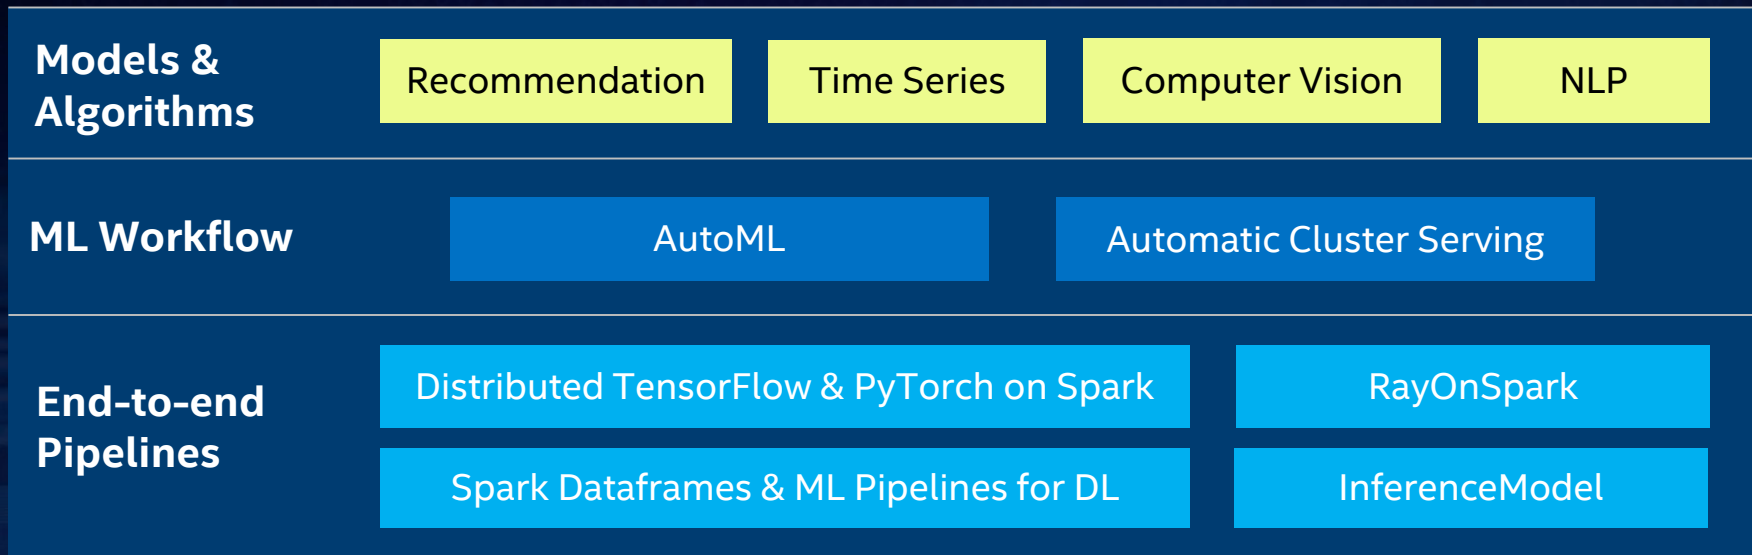 Models &
Algorithms
Recommendation
Time Series
Computer Vision
NLP
ML Workflow
AutoML
Automatic Cluster Serving
End-to-end
Pipelines
Distributed TensorFlow & PyTorch on Spark
RayOnSpark
Spark Dataframes & ML Pipelines for DL
InferenceModel